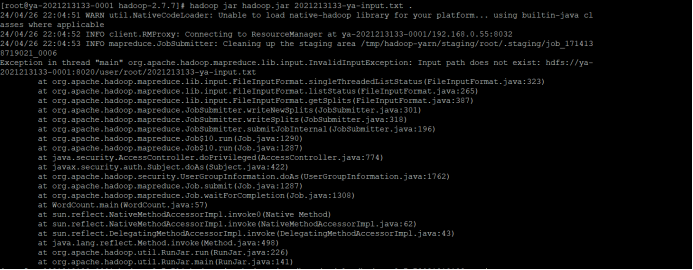 [root@ya-2021213133-0001 hadoop-2.7.7]# hadoop jar hadoop.jar 2021213133-ya-input.txt .
24/04/26 22:04:51 WARN util.NativeCodeLoader: Unable to load native-hadoop library for your platform... using builtin-java cl
asses where applicable
24/04/26 22:04:52 INFO client.RMProxy: Connecting to ResourceManager at ya-2021213133-0001/192.168.0.55:8032
24/04/26 22:04:53 INFO mapreduce.JobSubmitter: Cleaning up the staging area /tmp/hadoop-yarn/staging/root/.staging/job_171413
8719021_0006
Exception in thread "main" org.apache.hadoop.mapreduce.lib.input.InvalidInputException: Input path does not exist: hdfs://ya-
2021213133-0001:8020/user/root/2021213133-ya-input.txt
at org.apache.hadoop.mapreduce.lib.input.FileInputFormat.singleThreadedListStatus(FileInputFormat.java:323)
at org.apache.hadoop.mapreduce.lib.input.FileInputFormat.listStatus(FileInputFormat.java:265)
at org.apache.hadoop.mapreduce.lib.input.FileInputFormat.getSplits(FileInputFormat.java:387)
at org.apache.hadoop.mapreduce.JobSubmitter.writeNewSplits(JobSubmitter.java:301)
at org.apache.hadoop.mapreduce.JobSubmitter.writeSplits(JobSubmitter.java:318)
at org.apache.hadoop.mapreduce.JobSubmitter.submitJobInternal(JobSubmitter.java:196)
at org.apache.hadoop.mapreduce.Job$10.run(Job.java:1290)
at org.apache.hadoop.mapreduce.Job$10.run(Job.java:1287)
at java.security.AccessController.doPrivileged(AccessController.java:774)
at javax.security.auth.Subject.doAs(Subject.java:422)
at org.apache.hadoop.security.UserGroupInformation.doAs(UserGroupInformation.java:1762)
at org.apache.hadoop.mapreduce.Job.submit(Job.java:1287)
at org.apache.hadoop.mapreduce.Job.waitForCompletion(Job.java:1308)
at WordCount.main(WordCount.java:57)
at sun.reflect.NativeMethodAccessorImpl.invoke0(Native Method)
at sun.reflect.NativeMethodAccessorImpl.invoke(NativeMethodAccessorImpl.java:62)
at sun.reflect.DelegatingMethodAccessorImpl.invoke(DelegatingMethodAccessorImpl.java:43)
at java.lang.reflect.Method.invoke(Method.java:498)
at org.apache.hadoop.util.RunJar.run(RunJar.java:226)
at org.apache.hadoop.util.RunJar.main(RunJar.java:141)